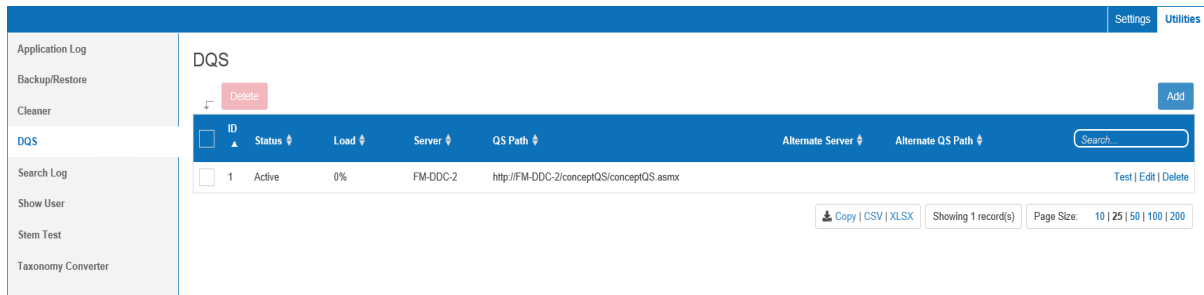 Settings Utilities
Application Log
Backup/Restore
Cleaner
DQS
Search Log
Show User
Stem Test
Taxonomy Converter
DQS
Delete Add
ID Status Load Server QS Path Alternate Server Alternate QS Path Search...
1 Active 0% FM-DDC-2 http://FM-DDC-2/conceptQS/conceptQS.asmx Test | Edit | Delete
Copy | CSV | XLSX Showing 1 record(s) Page Size: 10 | 25 | 50 | 100 | 200